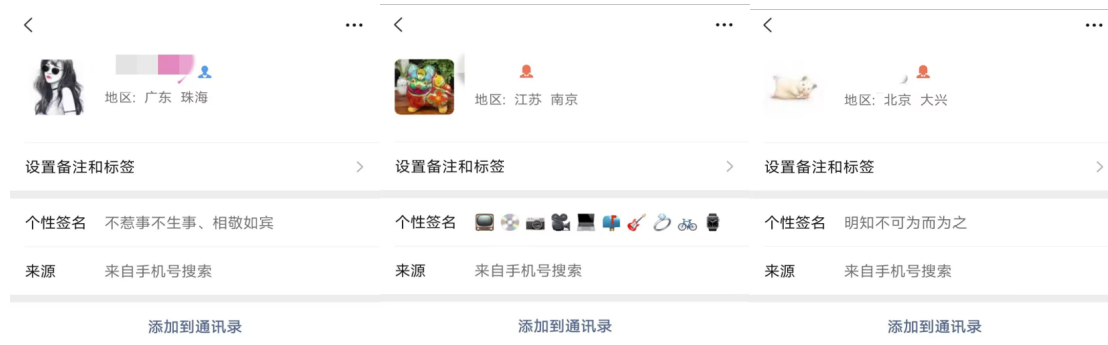 地区: 广东 珠海
设置备注和标签
个性签名 不惹事不生事、相敬如宾
来源 来自手机号搜索
添加到通讯录
地区: 江苏 南京
设置备注和标签
个性签名 📺💿📷🎥💻📫🎸💍🚲⌚
来源 来自手机号搜索
添加到通讯录
地区: 北京 大兴
设置备注和标签
个性签名 明知不可为而为之
来源 来自手机号搜索
添加到通讯录